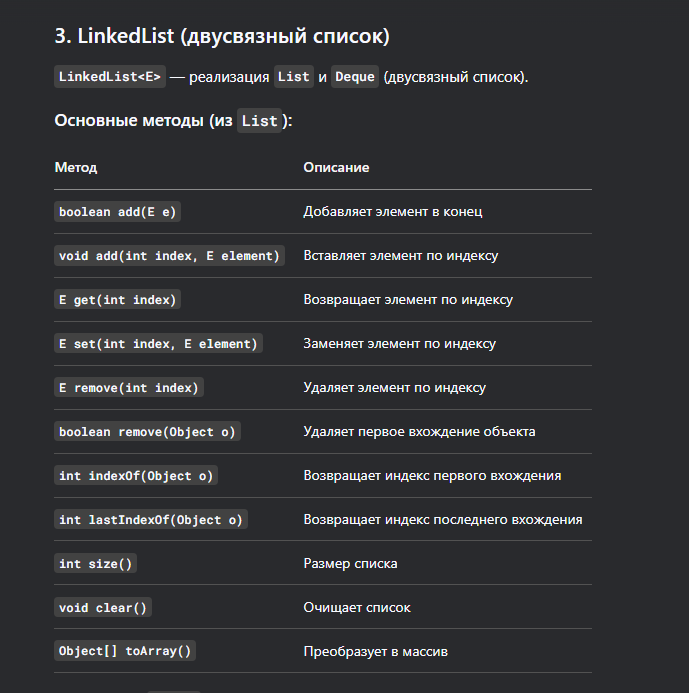 3. LinkedList (двусвязный список)
LinkedList<E> — реализация List и Deque (двусвязный список).
Основные методы (из List):
Метод Описание
boolean add(E e) Добавляет элемент в конец
void add(int index, E element) Вставляет элемент по индексу
E get(int index) Возвращает элемент по индексу
E set(int index, E element) Заменяет элемент по индексу
E remove(int index) Удаляет элемент по индексу
boolean remove(Object o) Удаляет первое вхождение объекта
int indexOf(Object o) Возвращает индекс первого вхождения
int lastIndexOf(Object o) Возвращает индекс последнего вхождения
int size() Размер списка
void clear() Очищает список
Object[] toArray() Преобразует в массив